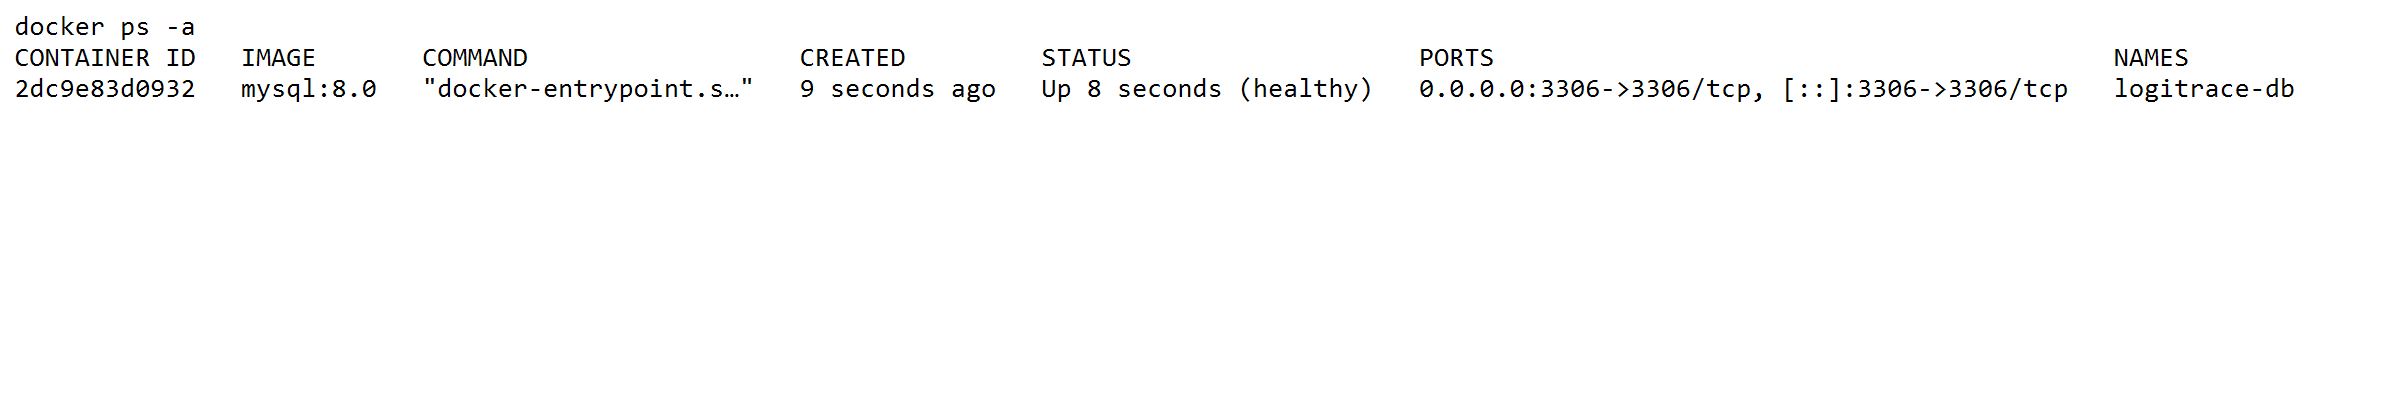 docker ps -a
CONTAINER ID   IMAGE       COMMAND                  CREATED         STATUS                   PORTS                                         NAMES
2dc9e83d0932   mysql:8.0   "docker-entrypoint.s…"   9 seconds ago   Up 8 seconds (healthy)   0.0.0.0:3306->3306/tcp, [::]:3306->3306/tcp   logitrace-db